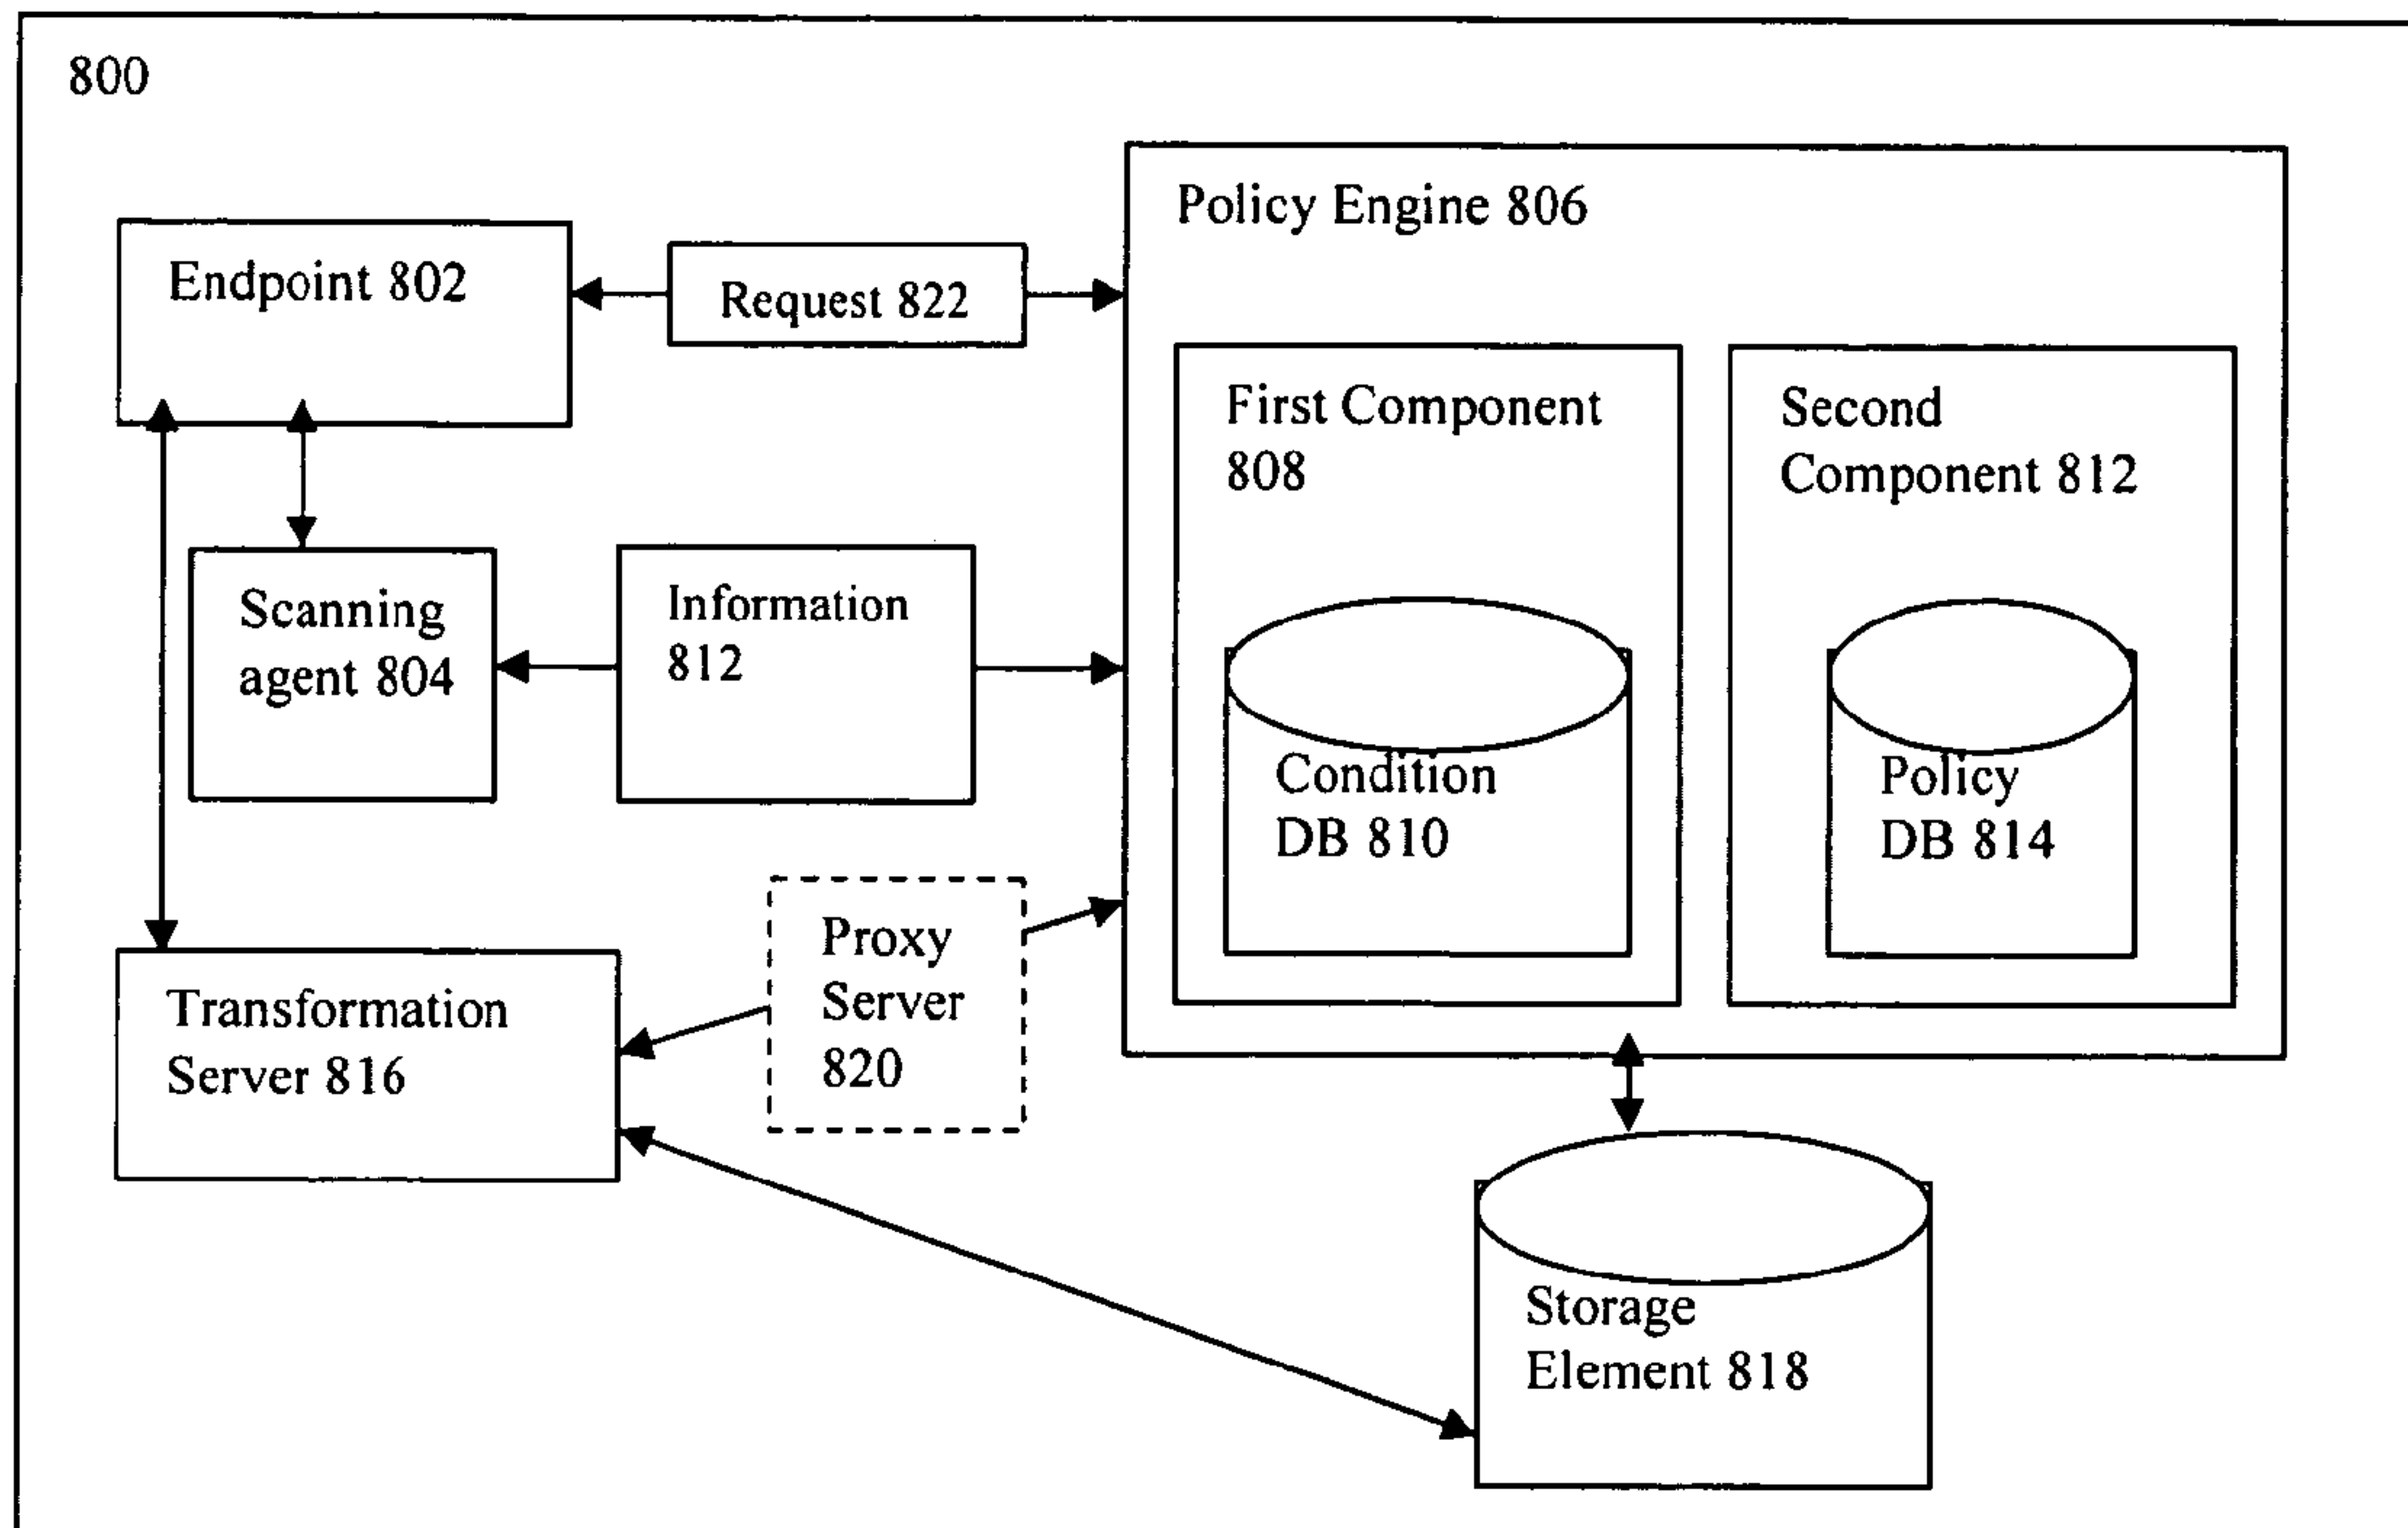 800
Policy Engine 806
Endpoint 802
Request 822
First Component
808
Second
Component 812
Scanning
agent 804
Information
812
Condition
DB 810
Policy
DB 814
Proxy
Server
820
Transformation
Server 816
Storage
Element 818